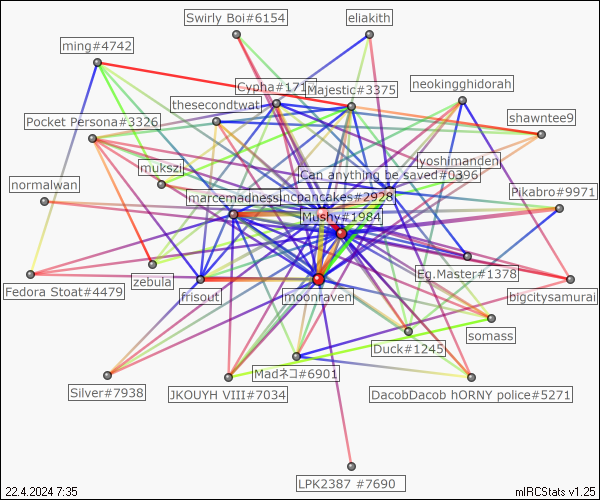 Swirly Boi#6154
eliakith
ming#4742
Cypha#171
Majestic#3375
neokingghidorah
thesecondtwat
shawntee9
Pocket Persona#3326
yoshimanden
mukszi
Can anything be saved#0396
normalwan
marcemadness
incpancakes#2928
Pikabro#9971
Mushy#1984
Fedora Stoat#4479
zebula
Eg.Master#1378
frisout
moonraven
bigcitysamurai
somass
Duck#1245
Madネコ#6901
Silver#7938
JKOUYH VIII#7034
DacobDacob hORNY police#5271
LPK2387 #7690
22.4.2024 7:35
mIRCStats v1.25